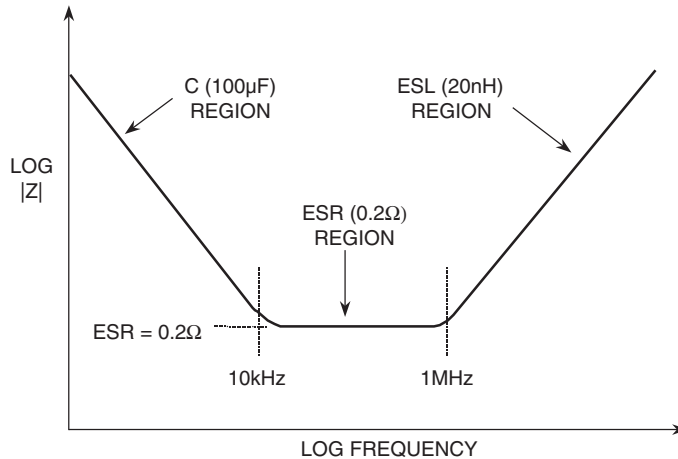 C (100μF)
REGION
ESL (20nH)
REGION
LOG
|Z|
ESR (0.2Ω)
REGION
ESR = 0.2Ω
10kHz
1MHz
LOG FREQUENCY